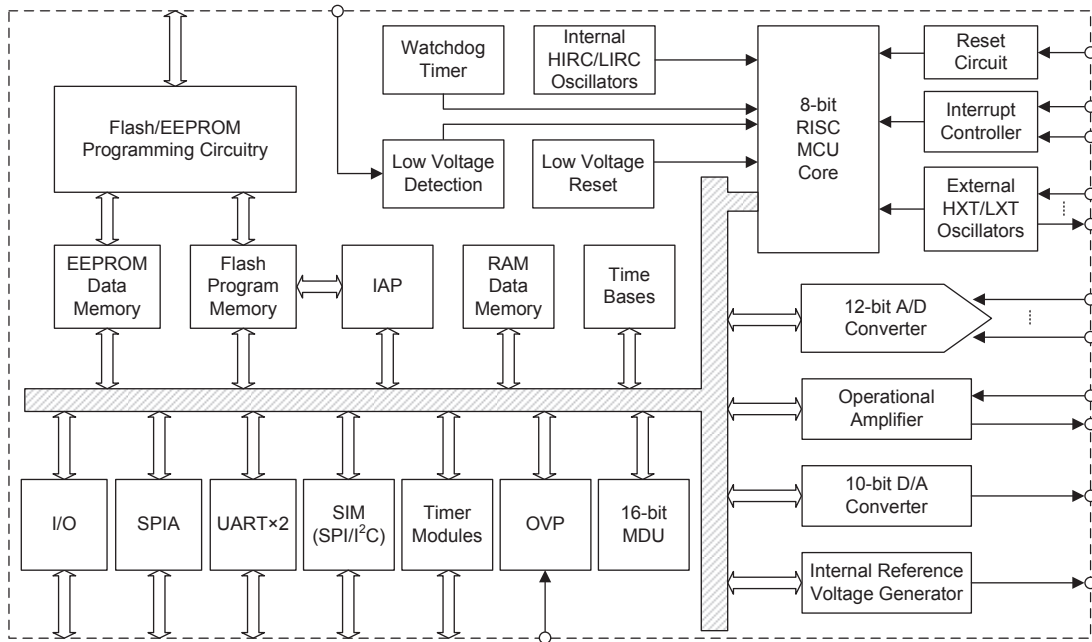 Watchdog
Timer
Internal
HIRC/LIRC
Oscillators
8-bit
RISC
MCU
Core
Reset
Circuit
Flash/EEPROM
Programming Circuitry
Interrupt
Controller
Low Voltage
Detection
Low Voltage
Reset
External
HXT/LXT
Oscillators
EEPROM
Data
Memory
Flash
Program
Memory
IAP
RAM
Data
Memory
Time
Bases
12-bit A/D
Converter
Operational
Amplifier
I/O
SPIA
UART×2
SIM
(SPI/I²C)
Timer
Modules
OVP
16-bit
MDU
10-bit D/A
Converter
Internal Reference
Voltage Generator